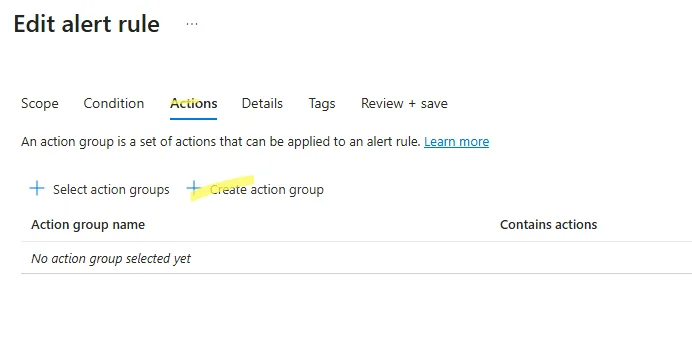 Edit alert rule ...
Scope Condition Actions Details Tags Review + save
An action group is a set of actions that can be applied to an alert rule. Learn more
+ Select action groups + Create action group
Action group name Contains actions
No action group selected yet